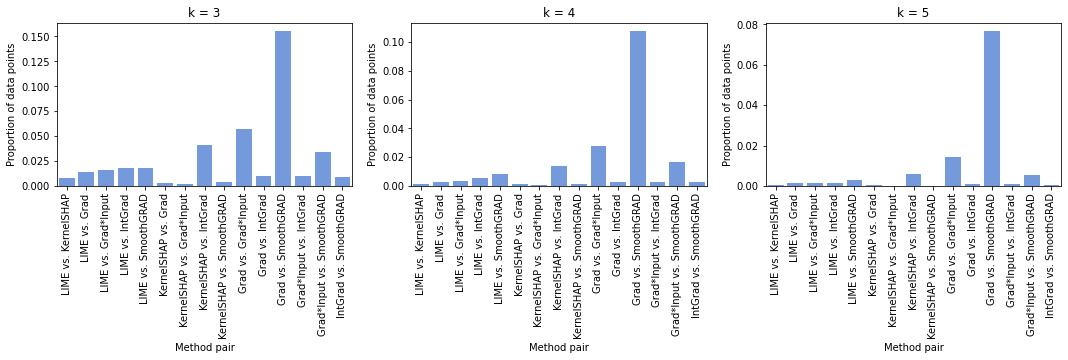 k = 3
Proportion of data points
0.150
0.125
0.100
0.075
0.050
0.025
0.000
LIME vs. KernelSHAP
LIME vs. Grad
LIME vs. Grad*Input
LIME vs. IntGrad
LIME vs. SmoothGRAD
KernelSHAP vs. Grad
KernelSHAP vs. Grad*Input
KernelSHAP vs. IntGrad
KernelSHAP vs. SmoothGRAD
Grad vs. Grad*Input
Grad vs. IntGrad
Grad vs. SmoothGRAD
Grad*Input vs. IntGrad
Grad*Input vs. SmoothGRAD
IntGrad vs. SmoothGRAD
Method pair
k = 4
Proportion of data points
0.10
0.08
0.06
0.04
0.02
0.00
LIME vs. KernelSHAP
LIME vs. Grad
LIME vs. Grad*Input
LIME vs. IntGrad
LIME vs. SmoothGRAD
KernelSHAP vs. Grad
KernelSHAP vs. Grad*Input
KernelSHAP vs. IntGrad
KernelSHAP vs. SmoothGRAD
Grad vs. Grad*Input
Grad vs. IntGrad
Grad vs. SmoothGRAD
Grad*Input vs. IntGrad
Grad*Input vs. SmoothGRAD
IntGrad vs. SmoothGRAD
Method pair
k = 5
Proportion of data points
0.08
0.06
0.04
0.02
0.00
LIME vs. KernelSHAP
LIME vs. Grad
LIME vs. Grad*Input
LIME vs. IntGrad
LIME vs. SmoothGRAD
KernelSHAP vs. Grad
KernelSHAP vs. Grad*Input
KernelSHAP vs. IntGrad
KernelSHAP vs. SmoothGRAD
Grad vs. Grad*Input
Grad vs. IntGrad
Grad vs. SmoothGRAD
Grad*Input vs. IntGrad
Grad*Input vs. SmoothGRAD
IntGrad vs. SmoothGRAD
Method pair